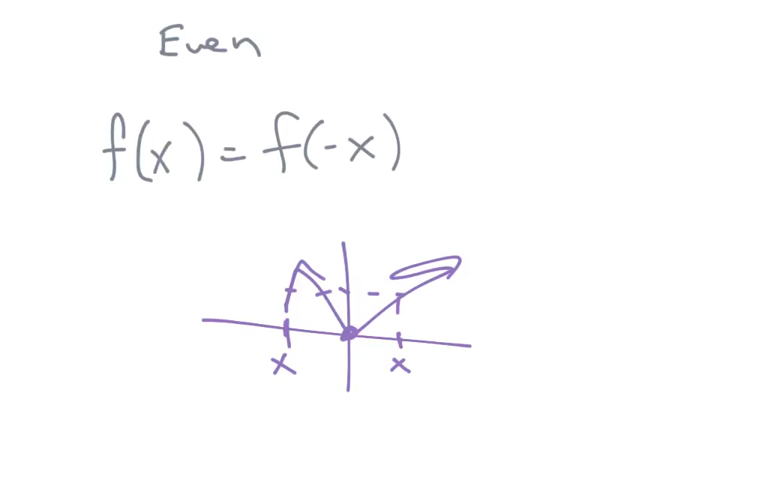 Even
f(x) = f(-x)
x x